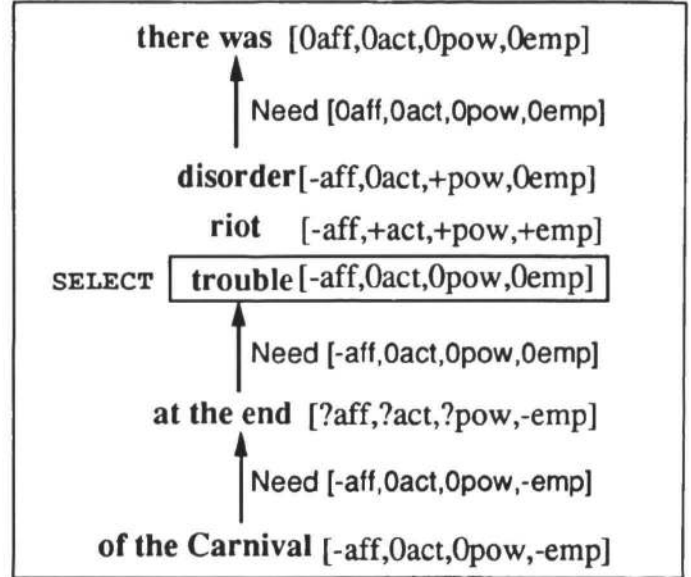 there was [0aff,0act,0pow,0emp]
Need [0aff,0act,0pow,0emp]
disorder[-aff,0act,+pow,0emp]
riot [-aff,+act,+pow,+emp]
SELECT trouble[-aff,0act,0pow,0emp]
Need [-aff,0act,0pow,0emp]
at the end [?aff,?act,?pow,-emp]
Need [-aff,0act,0pow,-emp]
of the Carnival [-aff,0act,0pow,-emp]